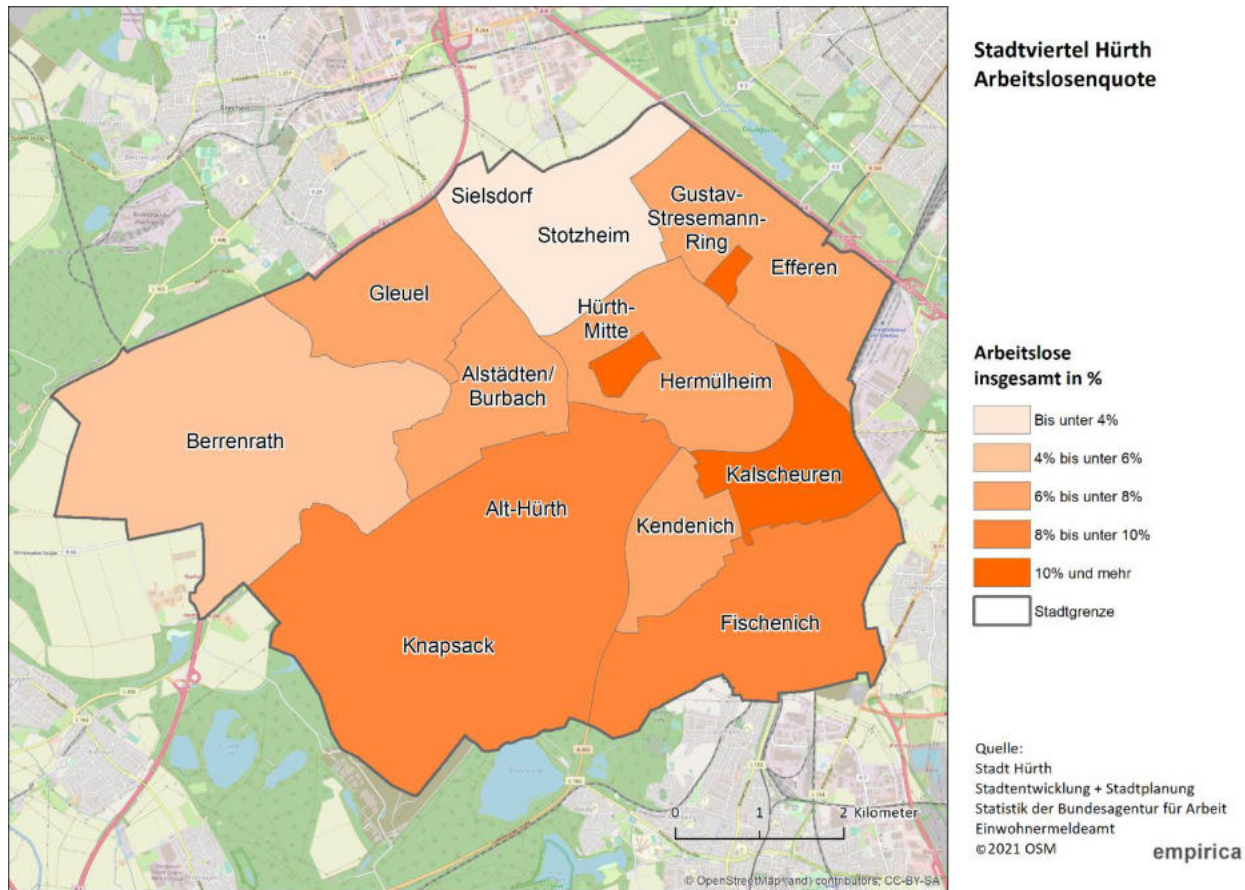 Stadtviertel Hürth
Arbeitslosenquote
Sielsdorf
Stotzheim
Gustav-
Stresemann-
Ring
Efferen
Gleuel
Hürth-
Mitte
Alstädten/
Burbach
Hermülheim
Berrenrath
Kalscheuren
Alt-Hürth
Kendenich
Fischenich
Knapsack
Arbeitslose
insgesamt in %
Bis unter 4%
4% bis unter 6%
6% bis unter 8%
8% bis unter 10%
10% und mehr
Stadtgrenze
0 1 2 Kilometer
© OpenStreetMap (and) contributors, CC-BY-SA
Quelle:
Stadt Hürth
Stadtentwicklung + Stadtplanung
Statistik der Bundesagentur für Arbeit
Einwohnermeldeamt
©2021 OSM
empirica